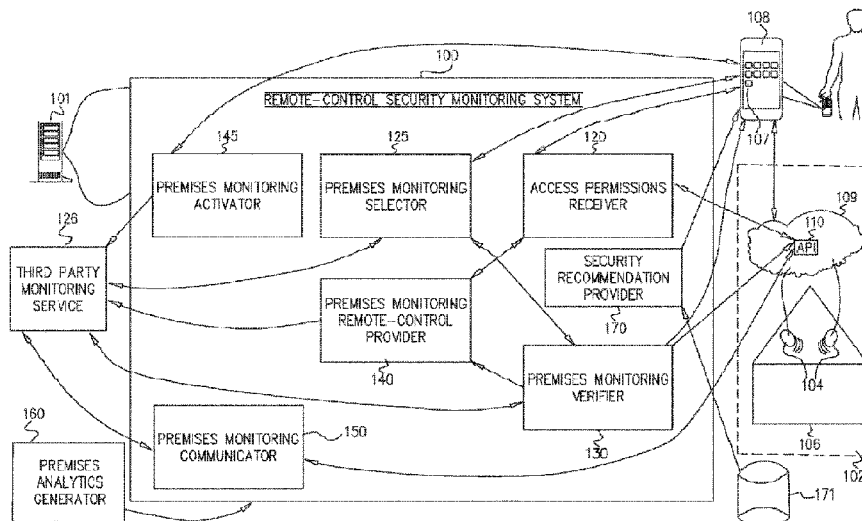 108
100
REMOTE-CONTROL SECURITY MONITORING SYSTEM
101
107
145
125
120
PREMISES MONITORING
ACTIVATOR
PREMISES MONITORING
SELECTOR
ACCESS PERMISSIONS
RECEIVER
109
110
API
126
THIRD PARTY
MONITORING
SERVICE
SECURITY
RECOMMENDATION
PROVIDER
170
PREMISES MONITORING
REMOTE-CONTROL
PROVIDER
140
104
PREMISES MONITORING
VERIFIER
130
106
102
160
150
PREMISES MONITORING
COMMUNICATOR
PREMISES
ANALYTICS
GENERATOR
171